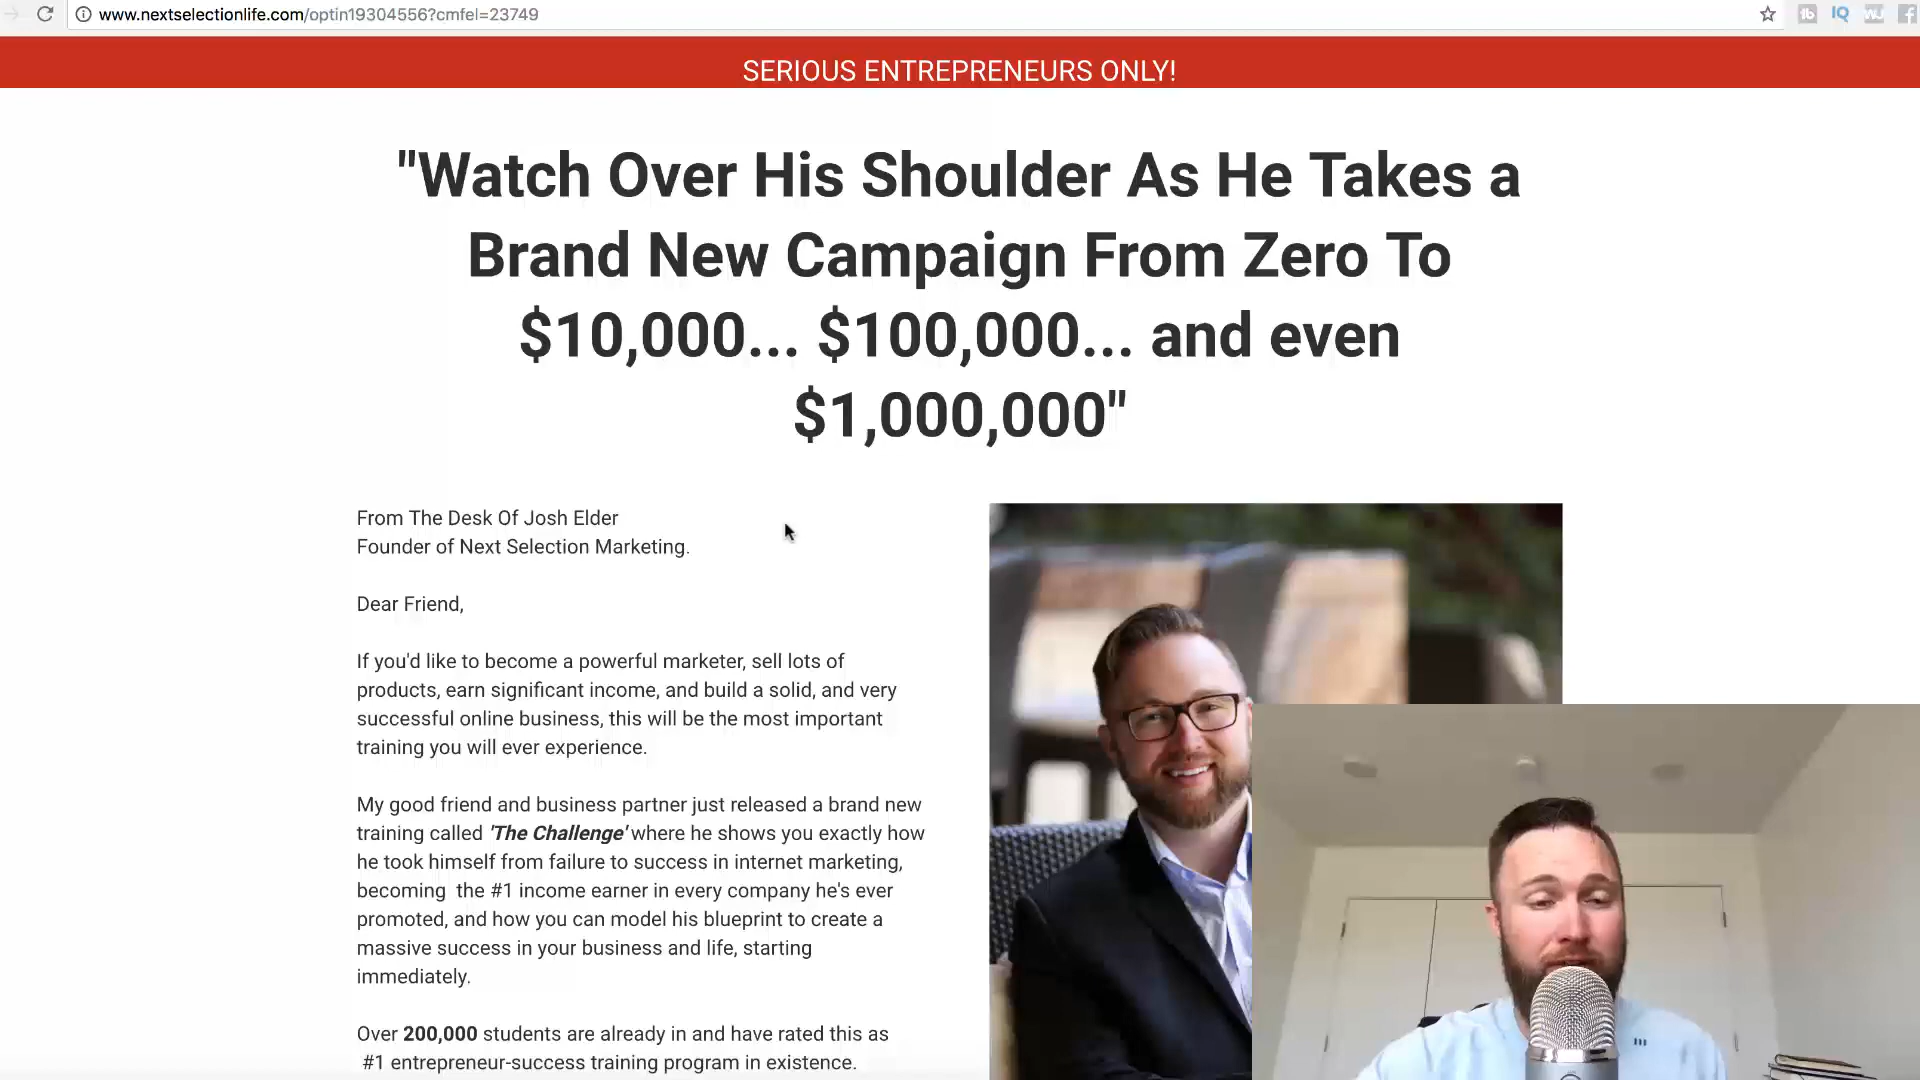 www.nextselectionlife.com/optin19304556?cmfel=23749
SERIOUS ENTREPRENEURS ONLY!
"Watch Over His Shoulder As He Takes a
Brand New Campaign From Zero To
$10,000... $100,000... and even
$1,000,000"
From The Desk Of Josh Elder
Founder of Next Selection Marketing.
Dear Friend,
If you'd like to become a powerful marketer, sell lots of
products, earn significant income, and build a solid, and very
successful online business, this will be the most important
training you will ever experience.
My good friend and business partner just released a brand new
training called 'The Challenge' where he shows you exactly how
he took himself from failure to success in internet marketing,
becoming the #1 income earner in every company he's ever
promoted, and how you can model his blueprint to create a
massive success in your business and life, starting
immediately.
Over 200,000 students are already in and have rated this as
#1 entrepreneur-success training program in existence.